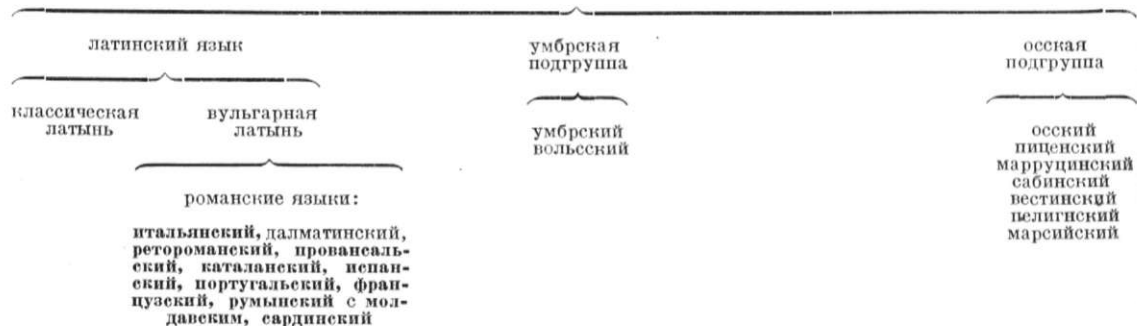 латинский язык
умбрская
подгруппа
осская
подгруппа
классическая
латынь
вульгарная
латынь
умбрский
вольсский
осский
пиценский
марруцинский
сабинский
вестинский
пелигнский
марсийский
романские языки:
итальянский, далматинский,
ретороманский, провансаль-
ский, каталанский, испан-
ский, португальский, фран-
цузский, румынский с мол-
давским, сардинский